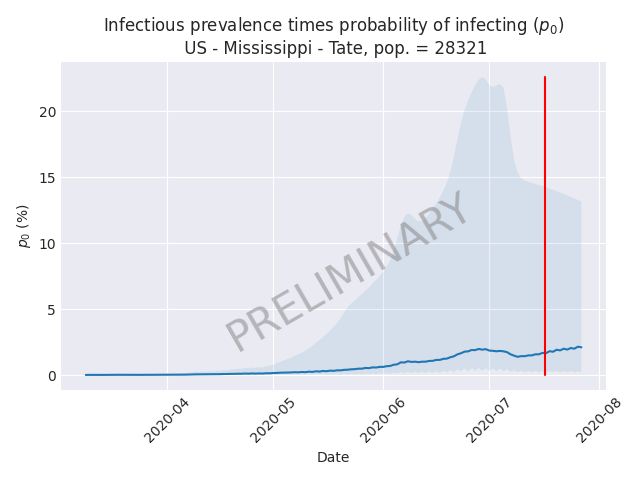 Infectious prevalence times probability of infecting (p0)
US - Mississippi - Tate, pop. = 28321
p0 (%)
20
15
10
5
0
PRELIMINARY
2020-04
2020-05
2020-06
2020-07
2020-08
Date